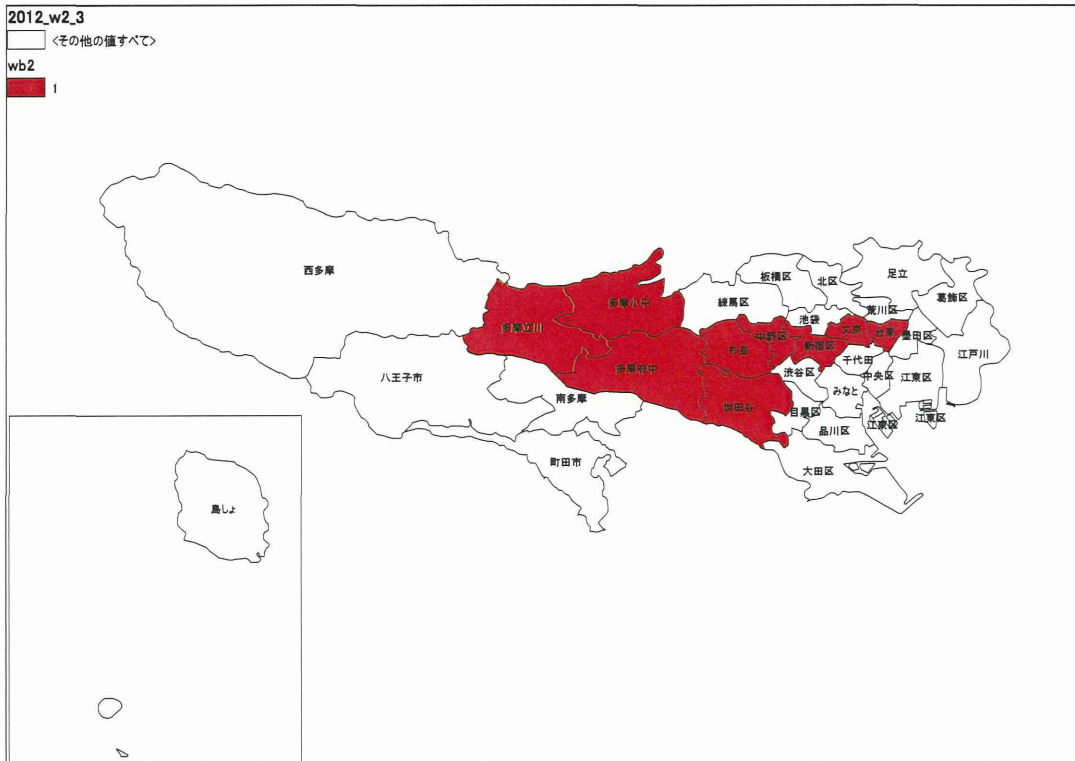 2012_w2_3
<その他の値すべて>
wb2
1
西多摩
多摩立川
多摩小平
練馬区
板橋区
北区
足立
葛飾区
荒川区
池袋
文京
台東
墨田区
中野区
新宿区
杉並
千代田
江戸川
八王子市
多摩府中
渋谷区
中央区
江東区
南多摩
世田谷
みなと
目黒区
江東区
江東区
品川区
町田市
大田区
島しょ